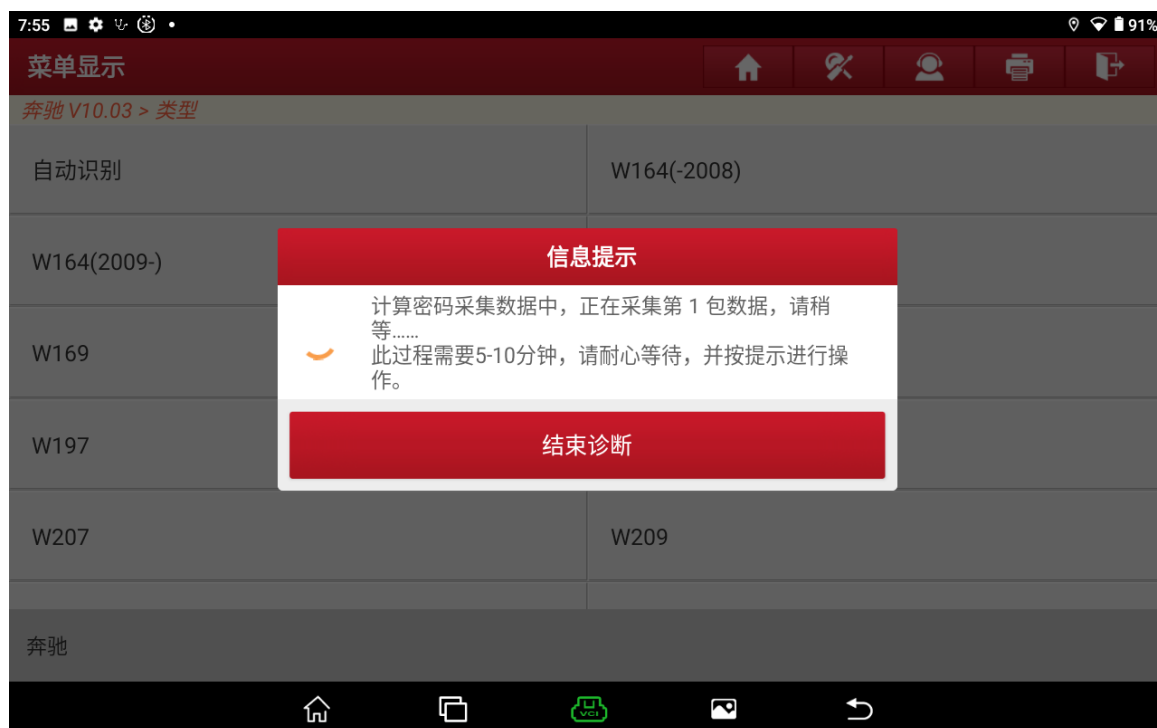 7:55
91%
菜单显示
奔驰 V10.03 > 类型
自动识别
W164(-2008)
W164(2009-)
信息提示
计算密码采集数据中，正在采集第 1 包数据，请稍
等......
此过程需要5-10分钟，请耐心等待，并按提示进行操
作。
W169
W197
结束诊断
W207
W209
奔驰
VCI